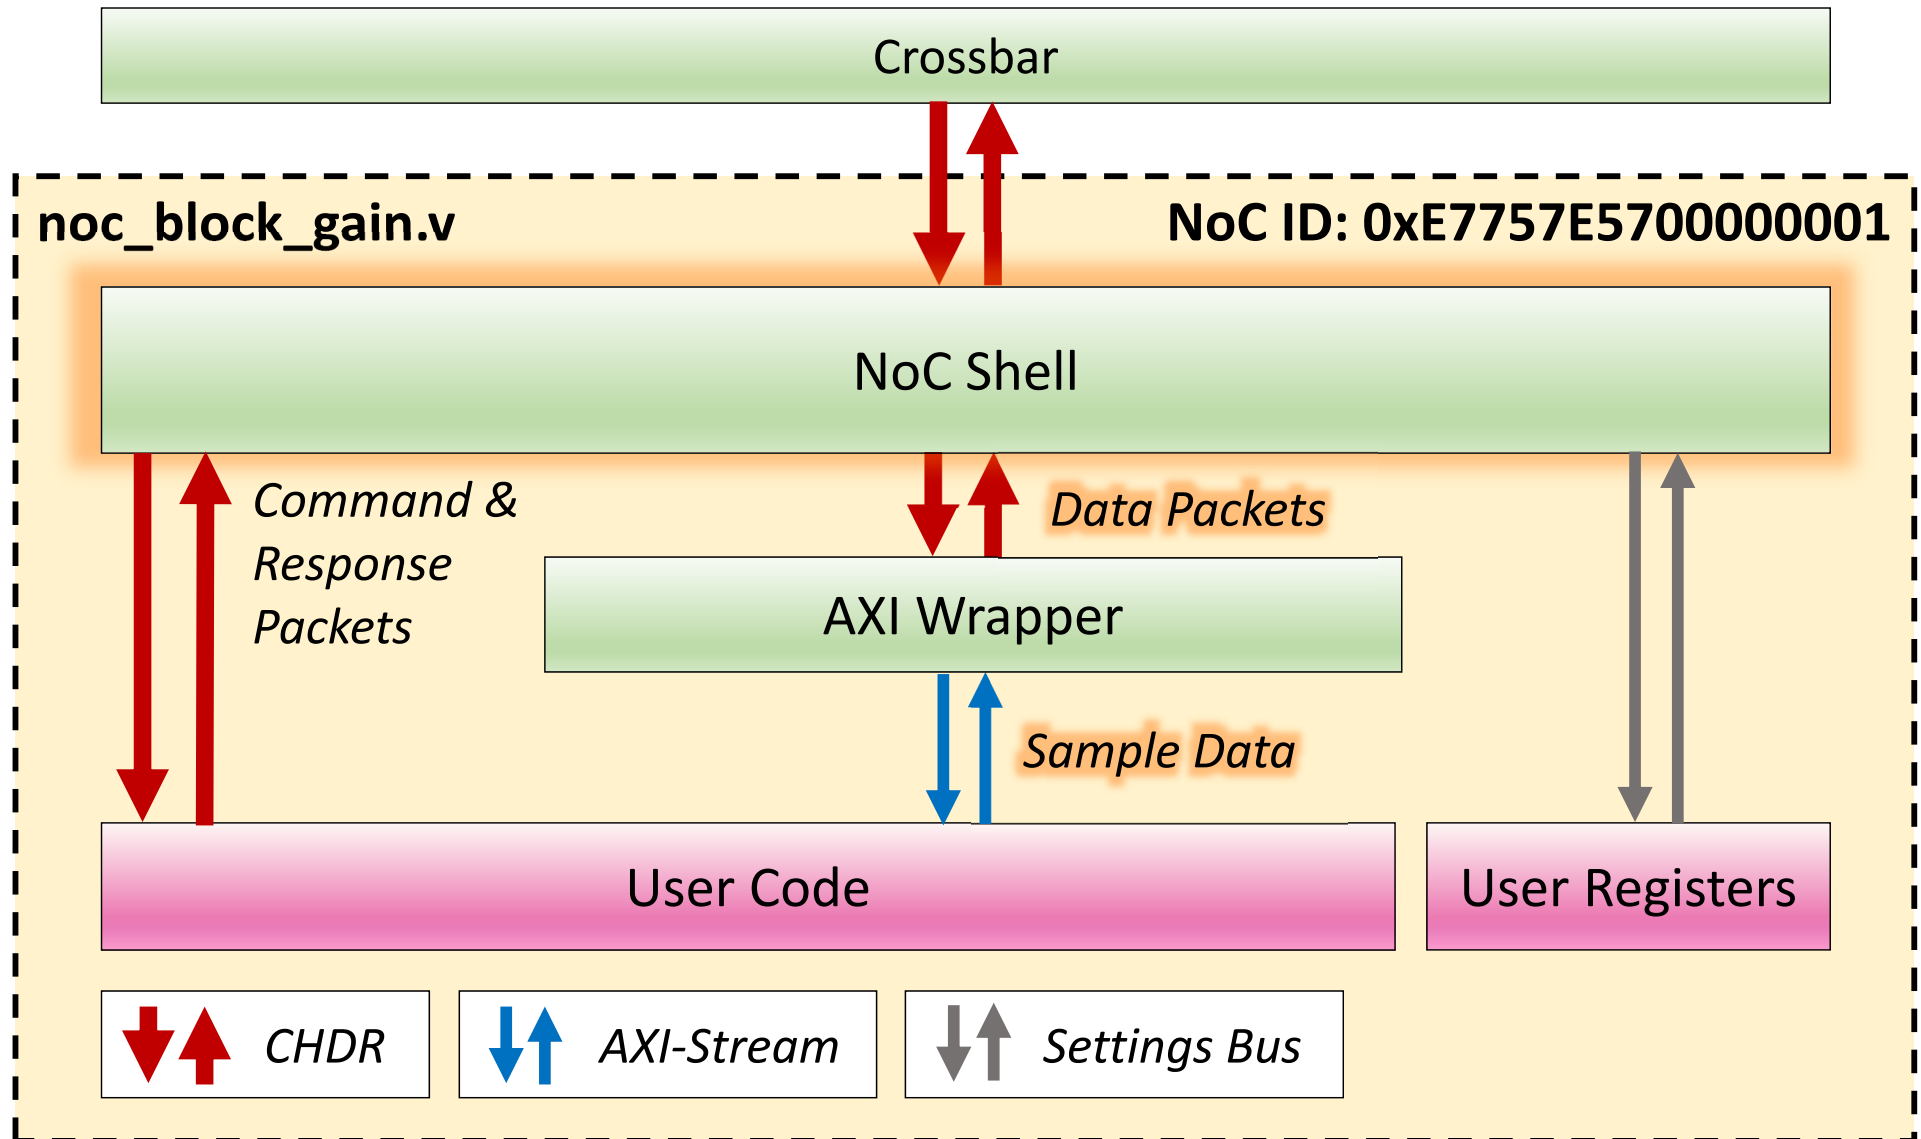 Crossbar
noc_block_gain.v
NoC ID: 0xE7757E5700000001
NoC Shell
Command &
Response
Packets
Data Packets
AXI Wrapper
Sample Data
User Code
User Registers
CHDR
AXI-Stream
Settings Bus